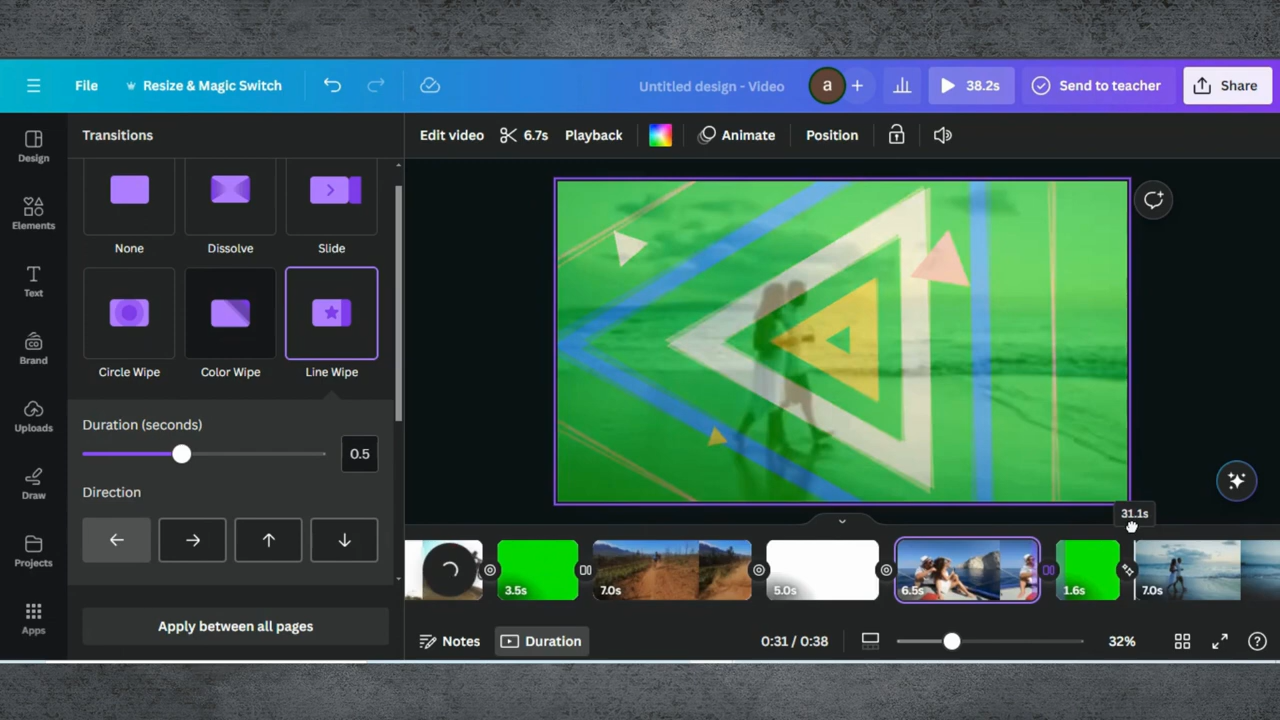 File
Resize & Magic Switch
Untitled design - Video
a
38.2s
Send to teacher
Share
Design
Elements
Text
Brand
Uploads
Draw
Projects
Apps
Transitions
None
Dissolve
Slide
Circle Wipe
Color Wipe
Line Wipe
Duration (seconds)
0.5
Direction
Apply between all pages
Edit video
6.7s
Playback
Animate
Position
31.1s
3.5s
7.0s
5.0s
6.5s
1.6s
7.0s
Notes
Duration
0:31 / 0:38
32%